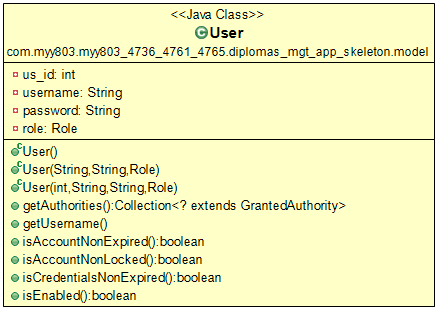 <<Java Class>>
User
com.myy803.myy803_4736_4761_4765.diplomas_mgt_app_skeleton.model
us_id: int
username: String
password: String
role: Role
User()
User(String,String,Role)
User(int,String,String,Role)
getAuthorities():Collection<? extends GrantedAuthority>
getUsername()
isAccountNonExpired():boolean
isAccountNonLocked():boolean
isCredentialsNonExpired():boolean
isEnabled():boolean